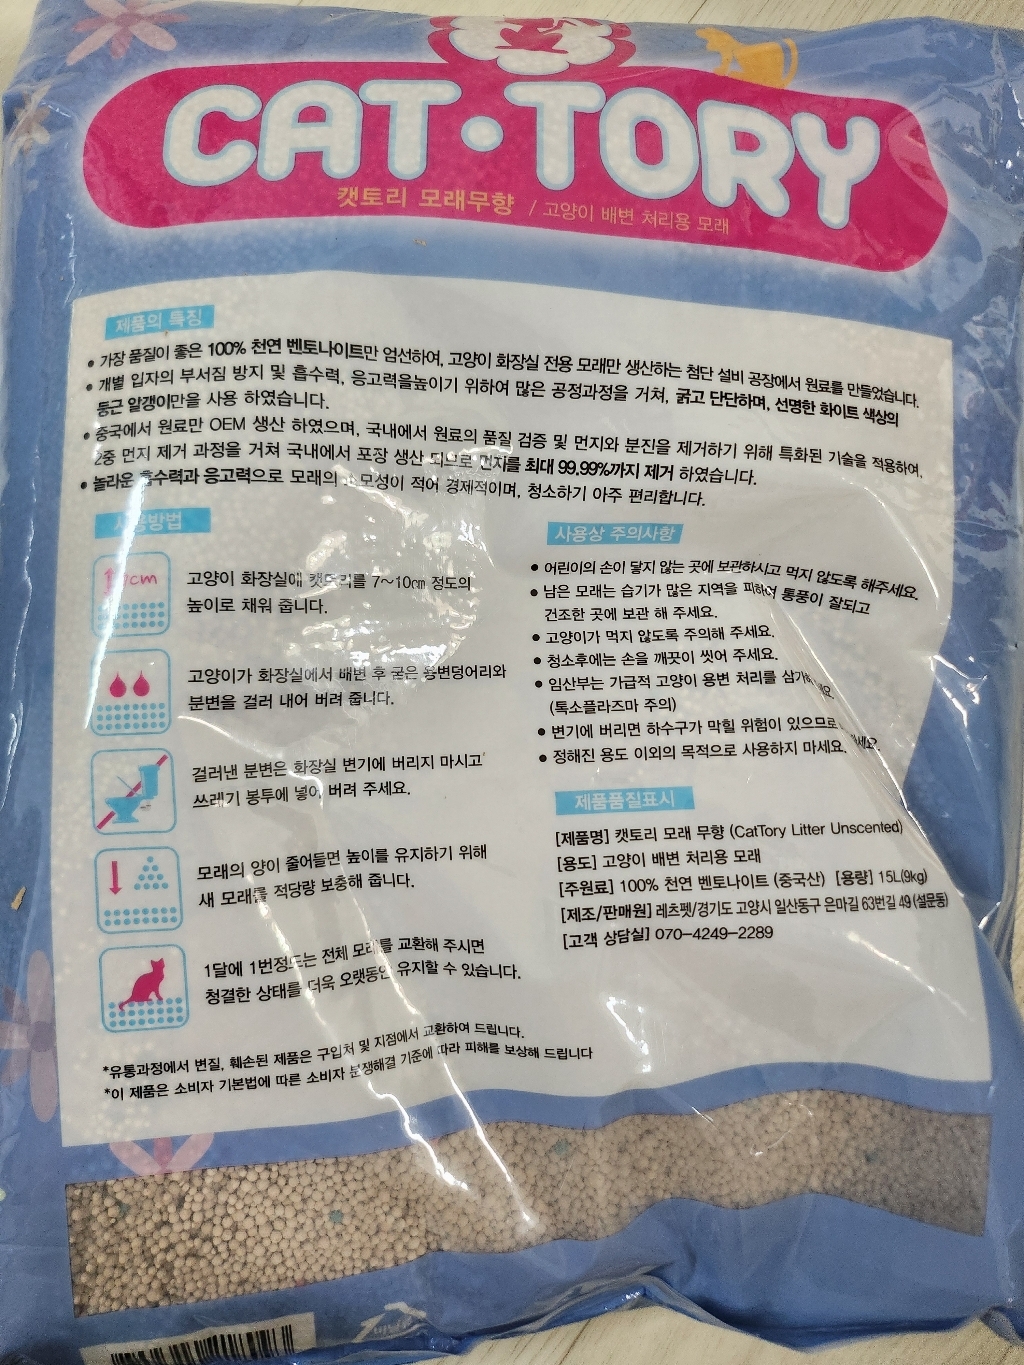 CAT·TORY
캣토리 모래무향 / 고양이 배변 처리용 모래
제품의 특징
• 가장 품질이 좋은 100% 천연 벤토나이트만 엄선하여, 고양이 화장실 전용 모래만 생산하는 첨단 설비 공장에서 원료를 만들었습니다.
• 개별 입자의 부서짐 방지 및 흡수력, 응고력을높이기 위하여 많은 공정과정을 거쳐, 굵고 단단하며, 선명한 화이트 색상의
둥근 알갱이만을 사용 하였습니다.
• 중국에서 원료만 OEM 생산 하였으며, 국내에서 원료의 품질 검증 및 먼지와 분진을 제거하기 위해 특화된 기술을 적용하여,
2중 먼지 제거 과정을 거쳐 국내에서 포장 생산 되므로 먼지를 최대 99.99%까지 제거 하였습니다.
• 놀라운 흡수력과 응고력으로 모래의 소모성이 적어 경제적이며, 청소하기 아주 편리합니다.
사용방법
cm
고양이 화장실에 캣토리를 7~10㎝ 정도의
높이로 채워 줍니다.
고양이가 화장실에서 배변 후 굳은 용변덩어리와
분변을 걸러 내어 버려 줍니다.
걸러낸 분변은 화장실 변기에 버리지 마시고
쓰레기 봉투에 넣어 버려 주세요.
모래의 양이 줄어들면 높이를 유지하기 위해
새 모래를 적당량 보충해 줍니다.
1달에 1번정도는 전체 모래를 교환해 주시면
청결한 상태를 더욱 오랫동안 유지할 수 있습니다.
사용상 주의사항
• 어린이의 손이 닿지 않는 곳에 보관하시고 먹지 않도록 해주세요.
• 남은 모래는 습기가 많은 지역을 피하여 통풍이 잘되고
건조한 곳에 보관 해 주세요.
• 고양이가 먹지 않도록 주의해 주세요.
• 청소후에는 손을 깨끗이 씻어 주세요.
• 임산부는 가급적 고양이 용변 처리를
(톡소플라즈마 주의)
• 변기에 버리면 하수구가 막힐 위험이 있으므로
• 정해진 용도 이외의 목적으로 사용하지 마세요.
제품품질표시
[제품명] 캣토리 모래 무향 (CatTory Litter Unscented)
[용도] 고양이 배변 처리용 모래
[주원료] 100% 천연 벤토나이트 (중국산) [용량] 15L(9kg)
[제조/판매원] 레츠펫/경기도 고양시 일산동구 은마길 63번길 49 (설문동)
[고객 상담실] 070-4249-2289
*유통과정에서 변질, 훼손된 제품은 구입처 및 지점에서 교환하여 드립니다.
*이 제품은 소비자 기본법에 따른 소비자 분쟁해결 기준에 따라 피해를 보상해 드립니다